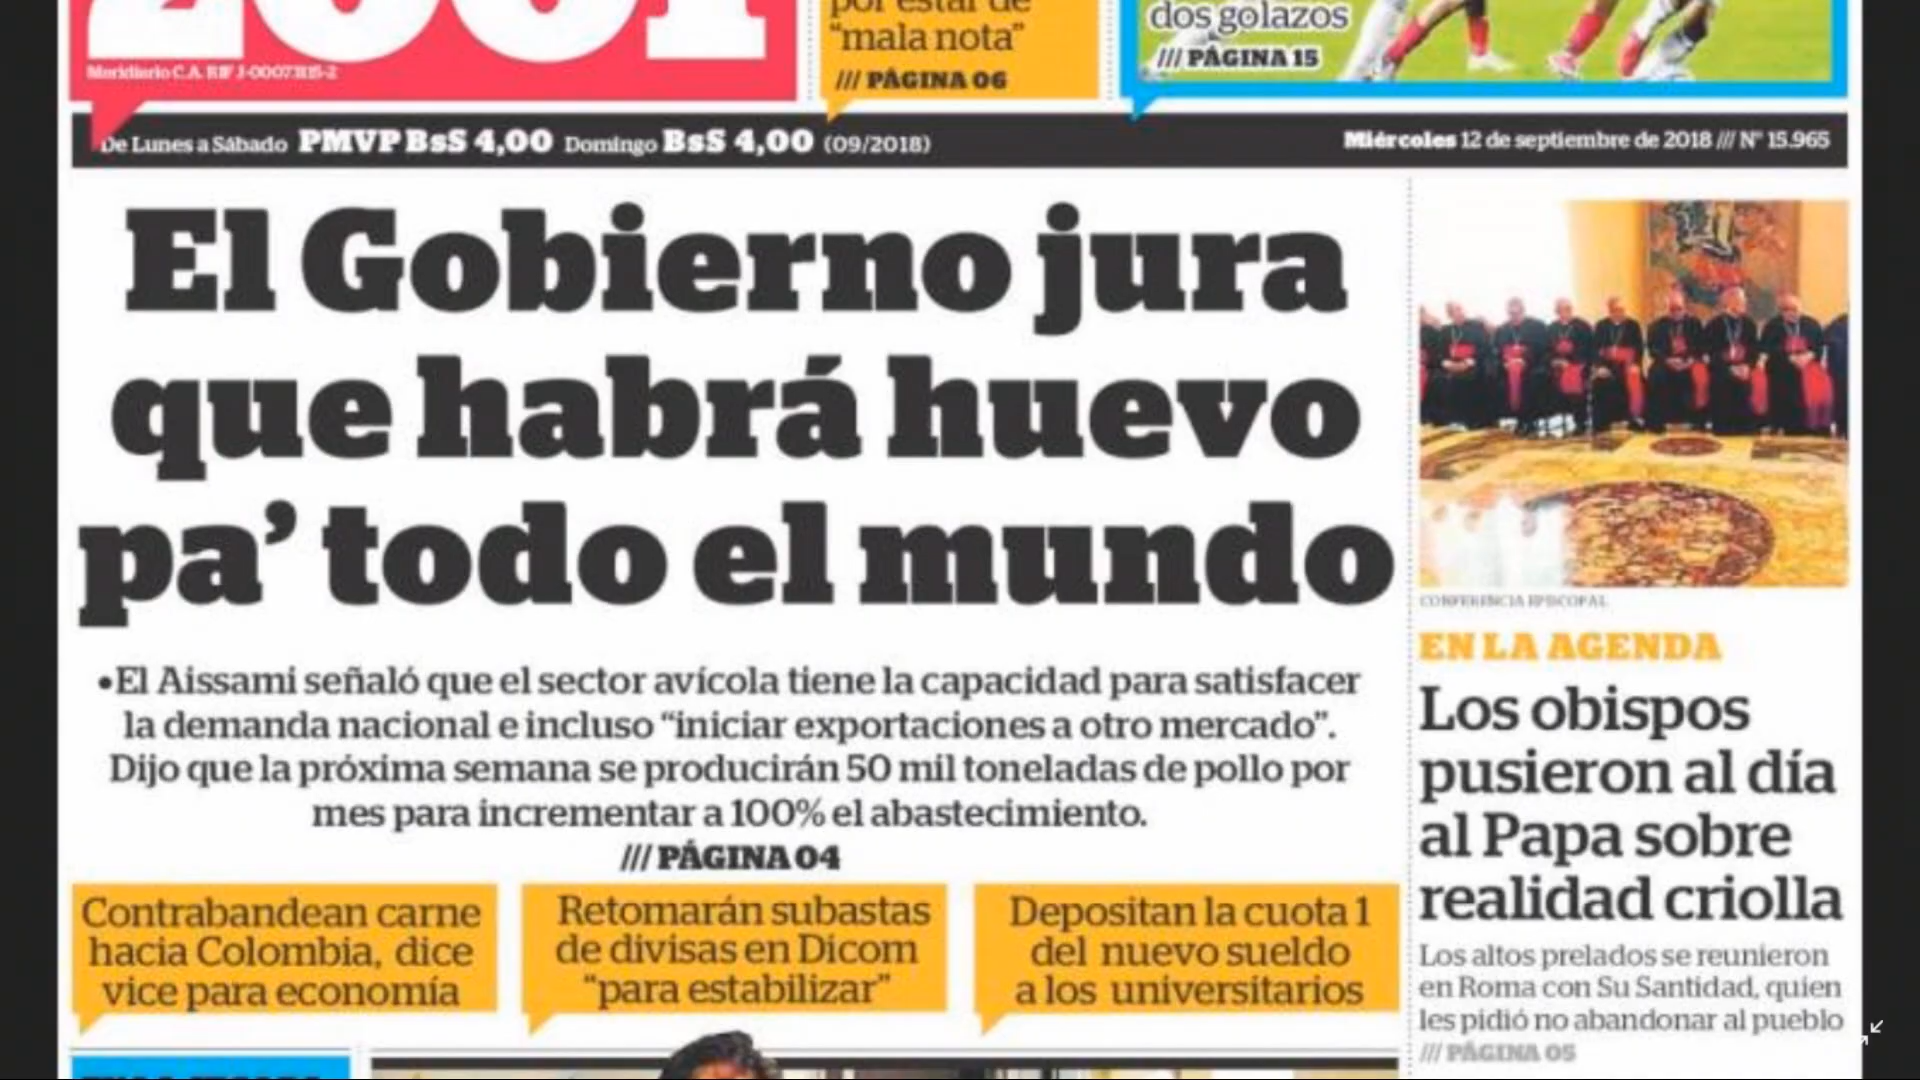 2001
por estar de
“mala nota”
/// PÁGINA 06
dos golazos
/// PÁGINA 15
Meridiario C.A. RIF J-00073115-2
De Lunes a Sábado PMVP BsS 4,00 Domingo BsS 4,00 (09/2018)
Miércoles 12 de septiembre de 2018 /// N° 15.965
El Gobierno jura
que habrá huevo
pa’ todo el mundo
•El Aissami señaló que el sector avícola tiene la capacidad para satisfacer
la demanda nacional e incluso “iniciar exportaciones a otro mercado”.
Dijo que la próxima semana se producirán 50 mil toneladas de pollo por
mes para incrementar a 100% el abastecimiento.
/// PÁGINA 04
Contrabandean carne
hacia Colombia, dice
vice para economía
Retomarán subastas
de divisas en Dicom
“para estabilizar”
Depositan la cuota 1
del nuevo sueldo
a los universitarios
CONFERENCIA EPISCOPAL
EN LA AGENDA
Los obispos
pusieron al día
al Papa sobre
realidad criolla
Los altos prelados se reunieron
en Roma con Su Santidad, quien
les pidió no abandonar al pueblo
/// PÁGINA 05